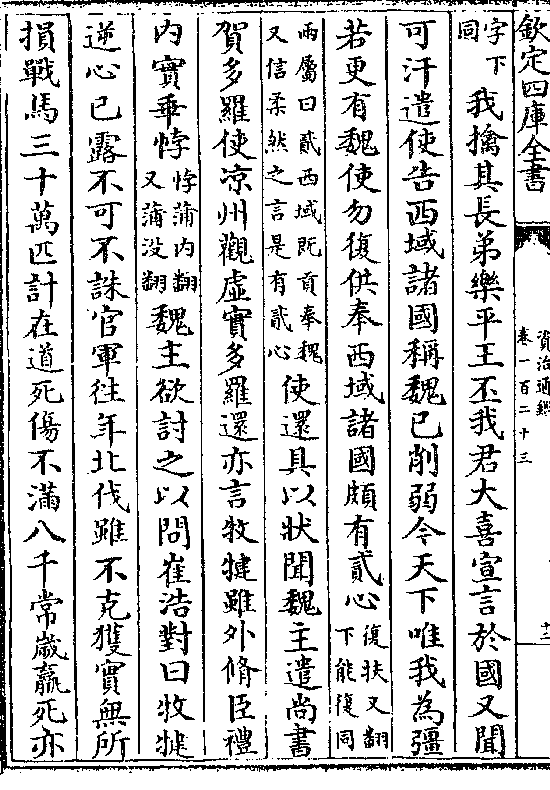 欽定四庫全書
資治通鑑
卷一百二十三
十二
字下
同
我擒其長弟樂平王丕我君大喜宣言於國又聞
可汗遣使告西域諸國稱魏已削弱今天下唯我為彊
若更有魏使勿復供奉西域諸國頗有貳心
復扶又翻
下能復同
兩屬曰貳西域既貢奉魏
又信柔然之言是有貳心
使還具以狀聞魏主遣尚書
賀多羅使凉州觀虛實多羅還亦言牧犍雖外脩臣禮
内實乖悖
悖蒲内翻
又蒲没翻
魏主欲討之以問崔浩對曰牧犍
逆心已露不可不誅官軍往年北伐雖不克獲實無所
損戰馬三十萬匹計在道死傷不滿八千常歲羸死亦